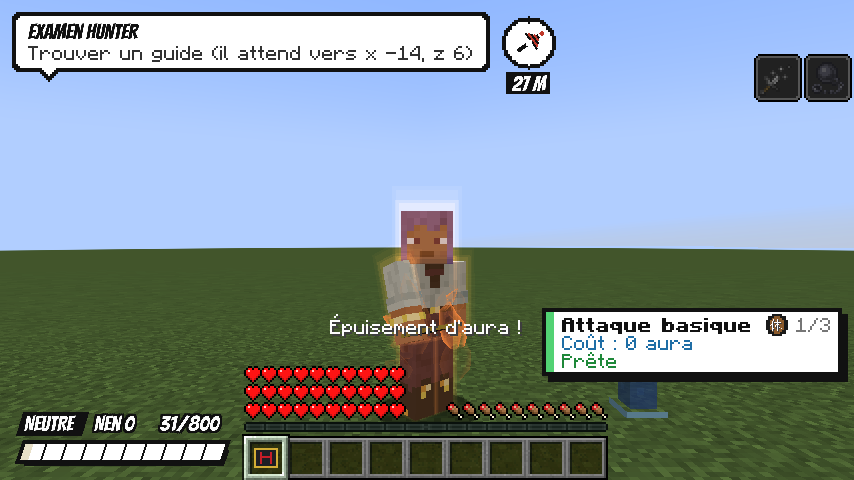 EXAMEN HUNTER
Trouver un guide (il attend vers x -14, z 6)
27 M
Épuisement d'aura !
Attaque basique 休 1/3
Coût : 0 aura
Prête
NEUTRE NEN 0 31/800
H